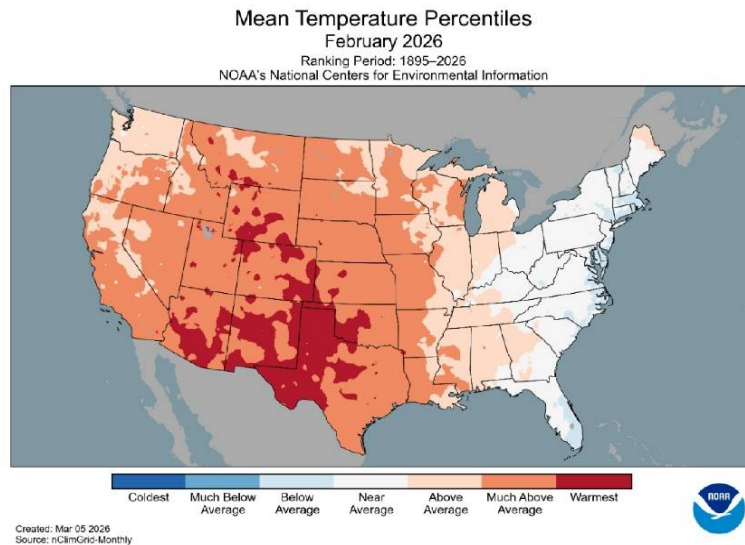 Mean Temperature Percentiles
February 2026
Ranking Period: 1895–2026
NOAA's National Centers for Environmental Information
Coldest
Much Below
Average
Below
Average
Near
Average
Above
Average
Much Above
Average
Warmest
NOAA
Created: Mar 05 2026
Source: nClimGrid-Monthly